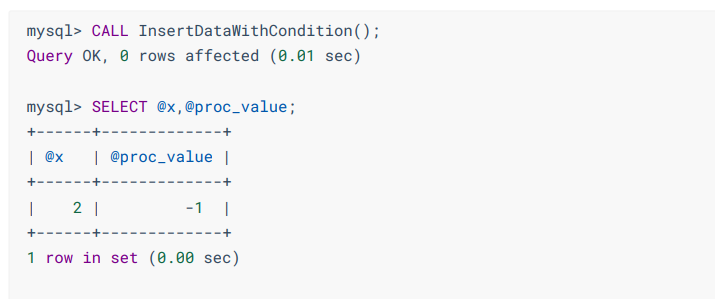 mysql> CALL InsertDataWithCondition();
Query OK, 0 rows affected (0.01 sec)

mysql> SELECT @x,@proc_value;
+------+-------------+
| @x   | @proc_value |
+------+-------------+
|    2 |          -1  |
+------+-------------+
1 row in set (0.00 sec)